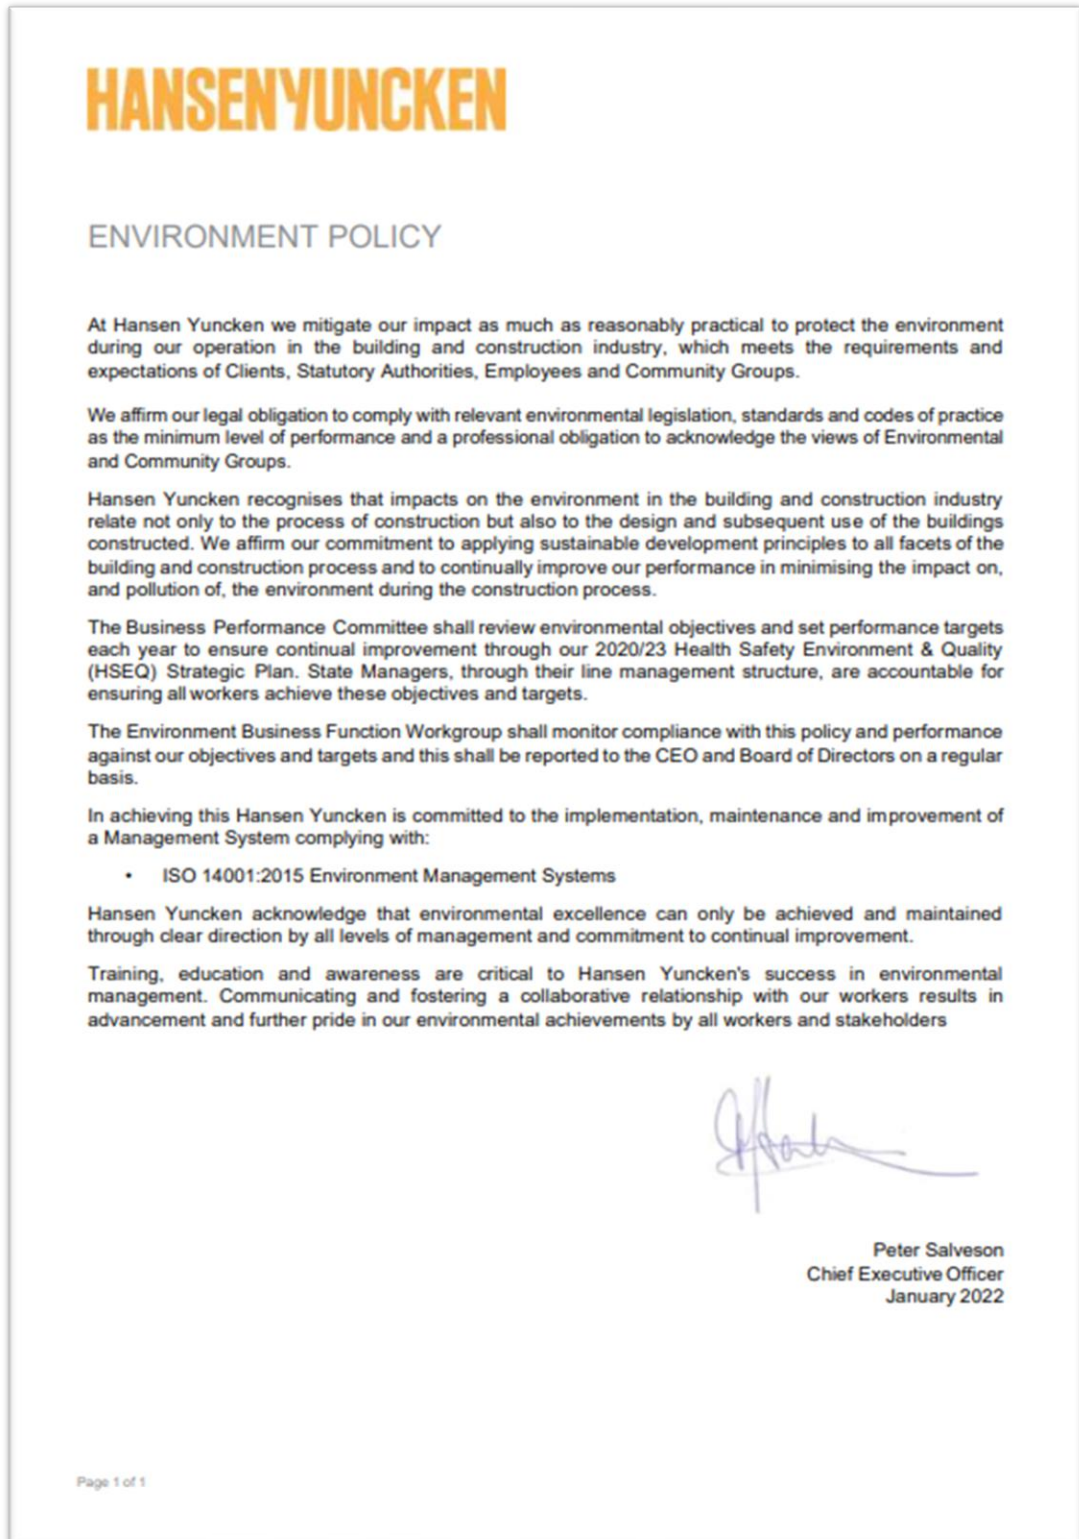 HANSENYUNCKEN
ENVIRONMENT POLICY
At Hansen Yuncken we mitigate our impact as much as reasonably practical to protect the environment
during our operation in the building and construction industry, which meets the requirements and
expectations of Clients, Statutory Authorities, Employees and Community Groups.
We affirm our legal obligation to comply with relevant environmental legislation, standards and codes of practice
as the minimum level of performance and a professional obligation to acknowledge the views of Environmental
and Community Groups.
Hansen Yuncken recognises that impacts on the environment in the building and construction industry
relate not only to the process of construction but also to the design and subsequent use of the buildings
constructed. We affirm our commitment to applying sustainable development principles to all facets of the
building and construction process and to continually improve our performance in minimising the impact on,
and pollution of, the environment during the construction process.
The Business Performance Committee shall review environmental objectives and set performance targets
each year to ensure continual improvement through our 2020/23 Health Safety Environment & Quality
(HSEQ) Strategic Plan. State Managers, through their line management structure, are accountable for
ensuring all workers achieve these objectives and targets.
The Environment Business Function Workgroup shall monitor compliance with this policy and performance
against our objectives and targets and this shall be reported to the CEO and Board of Directors on a regular
basis.
In achieving this Hansen Yuncken is committed to the implementation, maintenance and improvement of
a Management System complying with:
• ISO 14001:2015 Environment Management Systems
Hansen Yuncken acknowledge that environmental excellence can only be achieved and maintained
through clear direction by all levels of management and commitment to continual improvement.
Training, education and awareness are critical to Hansen Yuncken's success in environmental
management. Communicating and fostering a collaborative relationship with our workers results in
advancement and further pride in our environmental achievements by all workers and stakeholders
Peter Salveson
Chief Executive Officer
January 2022
Page 1 of 1